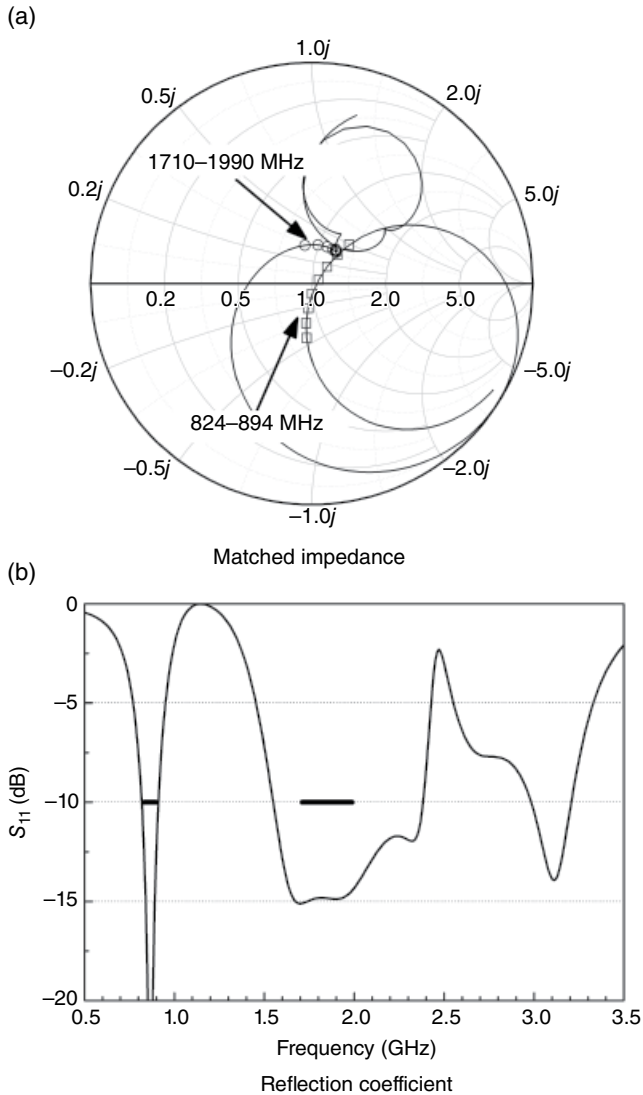 (a)
1.0j
0.5j
2.0j
1710–1990 MHz
0.2j
5.0j
0.2 0.5 1.0 2.0 5.0
–0.2j
–5.0j
824–894 MHz
–0.5j
–2.0j
–1.0j
Matched impedance
(b)
0
–5
–10
–15
–20
S11 (dB)
0.5 1.0 1.5 2.0 2.5 3.0 3.5
Frequency (GHz)
Reflection coefficient